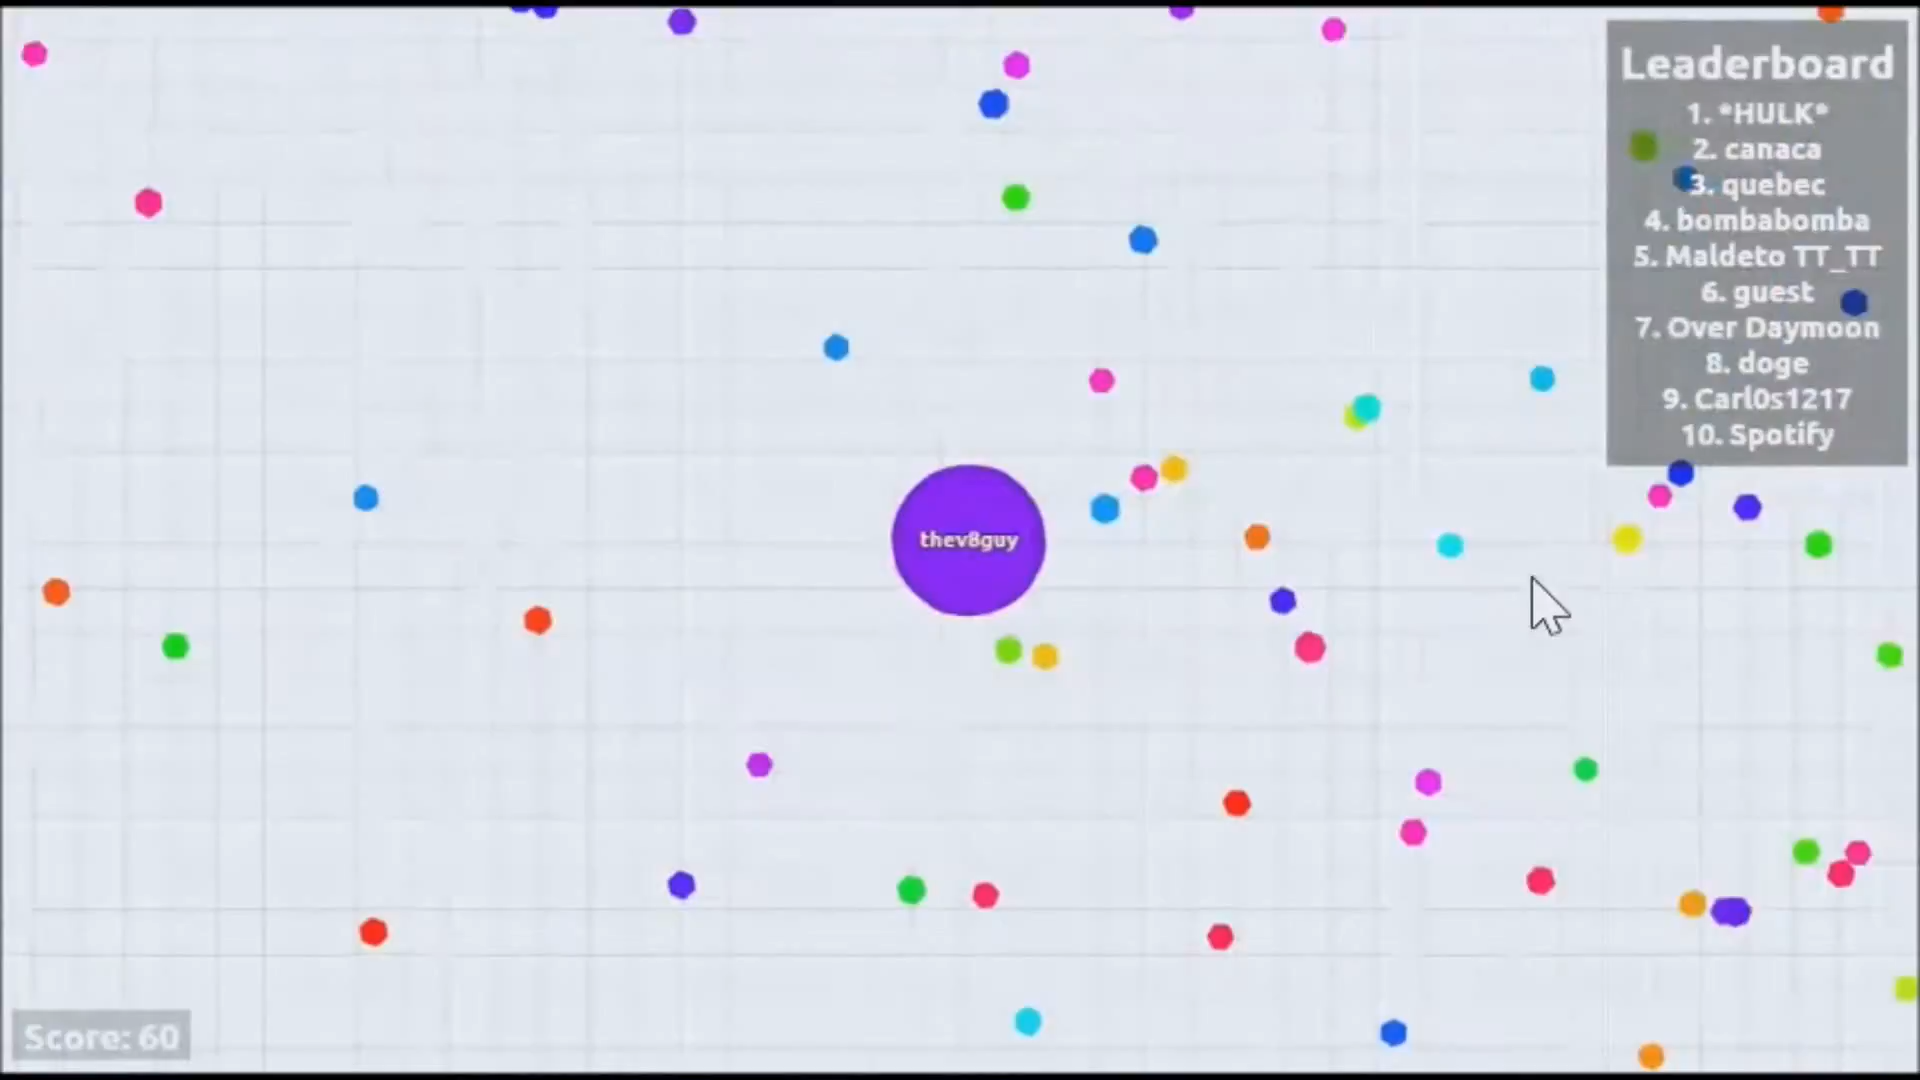 Leaderboard
1. *HULK*
2. canaca
3. quebec
4. bombabomba
5. Maldeto TT_TT
6. guest
7. Over Daymoon
8. doge
9. Carl0s1217
10. Spotify
thev8guy
Score: 60